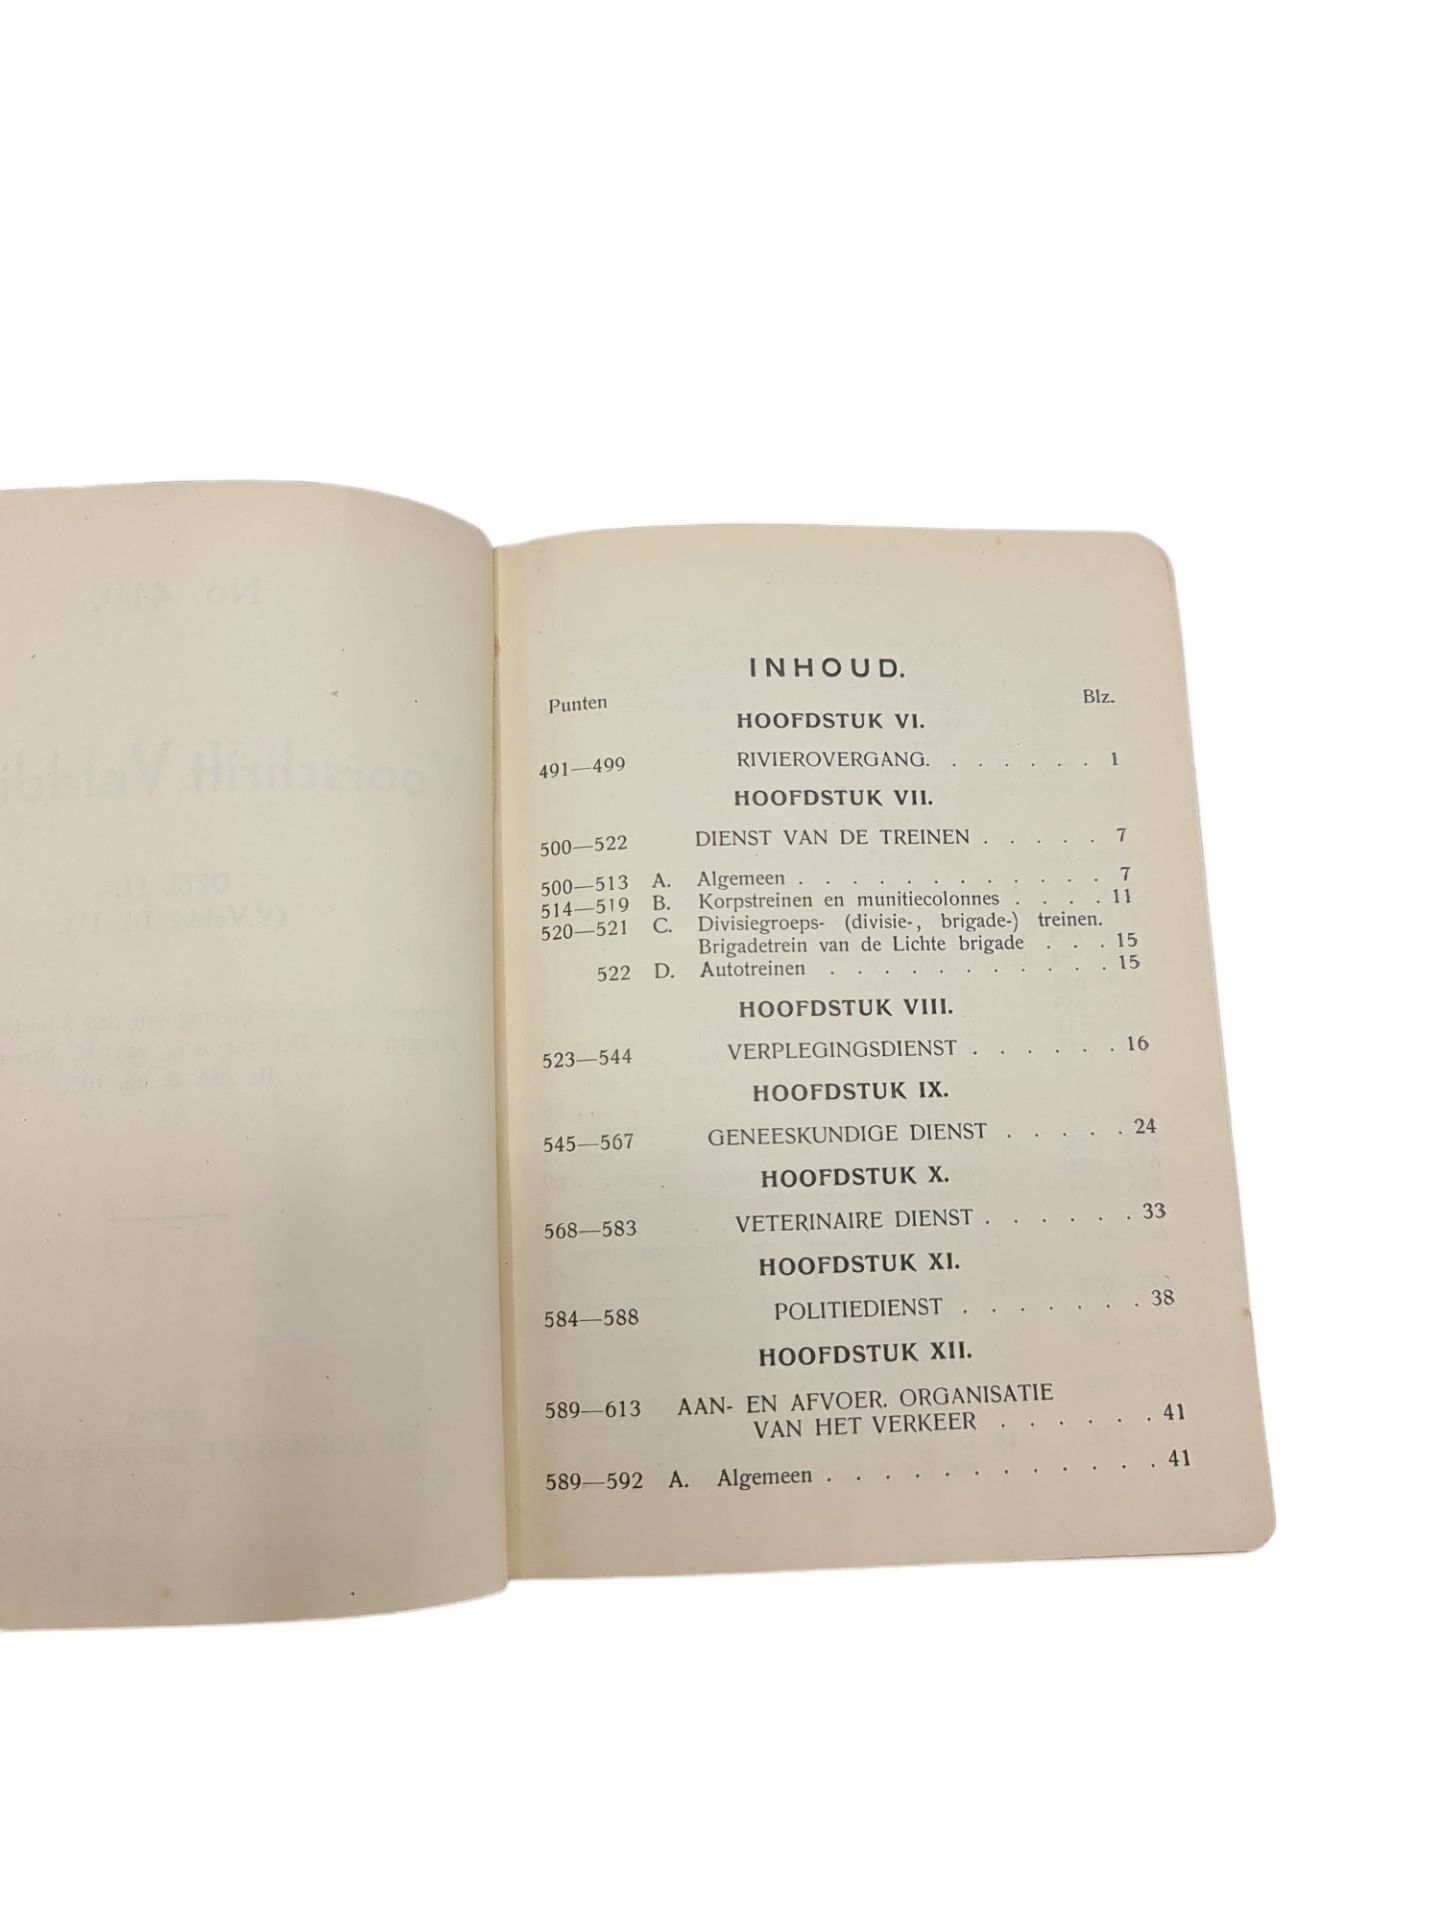 INHOUD.
Punten Blz.
HOOFDSTUK VI.
491—499 RIVIEROVERGANG. . . . . . . 1
HOOFDSTUK VII.
500—522 DIENST VAN DE TREINEN . . . . . 7
500—513 A. Algemeen . . . . . . . . . . . . 7
514—519 B. Korpstreinen en munitiecolonnes . . . . 11
520—521 C. Divisiegroeps- (divisie-, brigade-) treinen.
Brigadetrein van de Lichte brigade . . . 15
522 D. Autotreinen . . . . . . . . . . . 15
HOOFDSTUK VIII.
523—544 VERPLEGINGSDIENST . . . . . . 16
HOOFDSTUK IX.
545—567 GENEESKUNDIGE DIENST . . . . . 24
HOOFDSTUK X.
568—583 VETERINAIRE DIENST . . . . . . 33
HOOFDSTUK XI.
584—588 POLITIEDIENST . . . . . . . 38
HOOFDSTUK XII.
589—613 AAN- EN AFVOER. ORGANISATIE
VAN HET VERKEER . . . . . . 41
589—592 A. Algemeen . . . . . . . . . . . . . 41